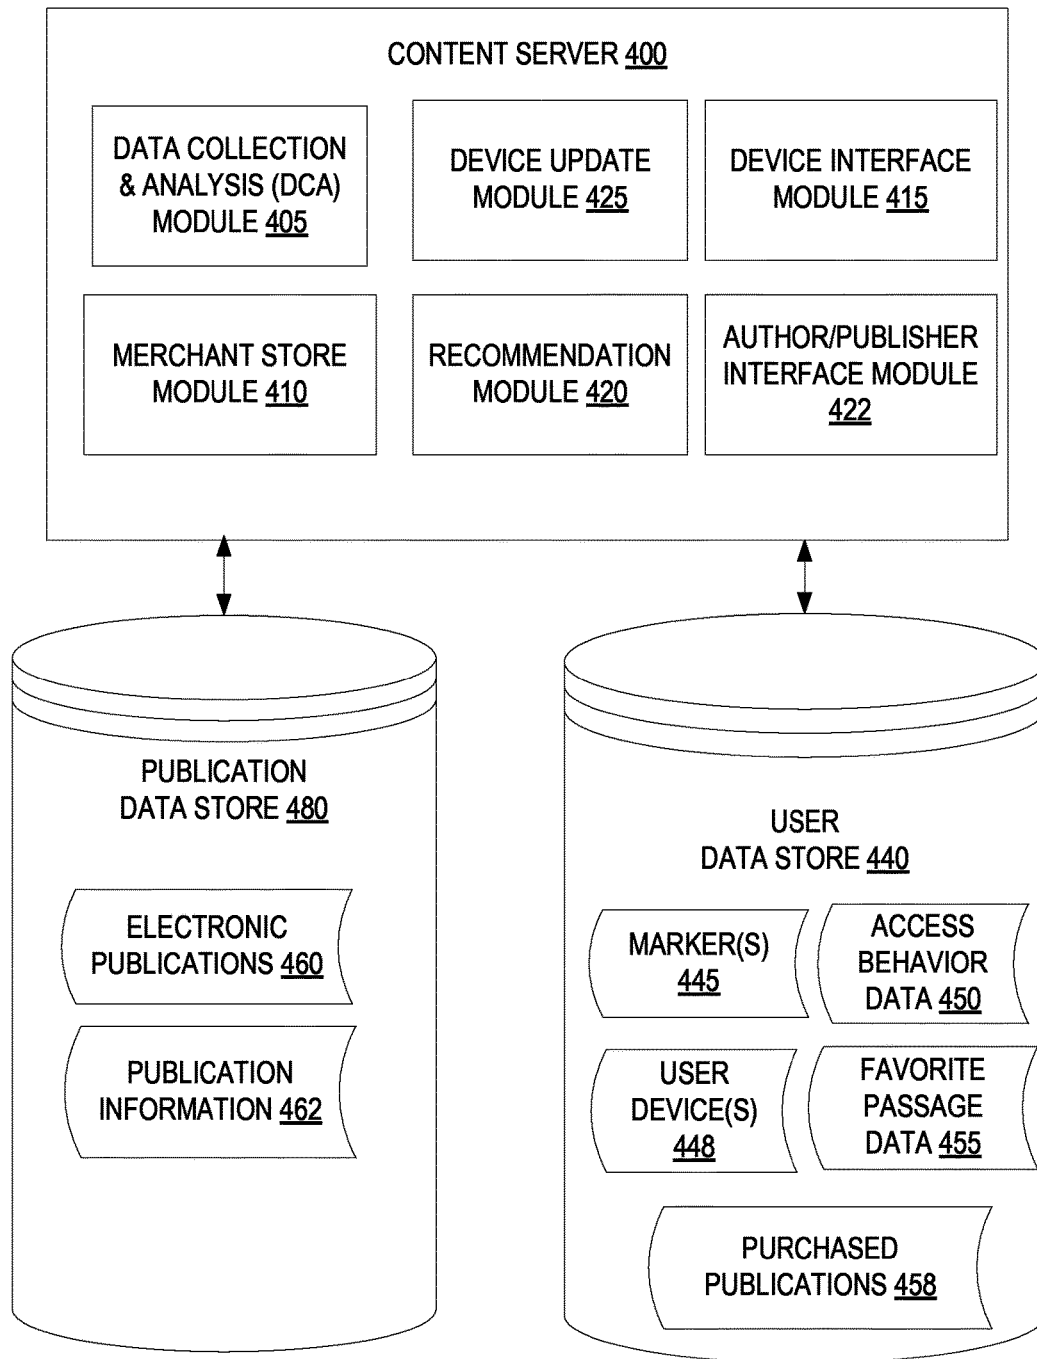 CONTENT SERVER 400
DATA COLLECTION
& ANALYSIS (DCA)
MODULE 405
DEVICE UPDATE
MODULE 425
DEVICE INTERFACE
MODULE 415
MERCHANT STORE
MODULE 410
RECOMMENDATION
MODULE 420
AUTHOR/PUBLISHER
INTERFACE MODULE
422
PUBLICATION
DATA STORE 480
ELECTRONIC
PUBLICATIONS 460
PUBLICATION
INFORMATION 462
USER
DATA STORE 440
MARKER(S)
445
ACCESS
BEHAVIOR
DATA 450
USER
DEVICE(S)
448
FAVORITE
PASSAGE
DATA 455
PURCHASED
PUBLICATIONS 458